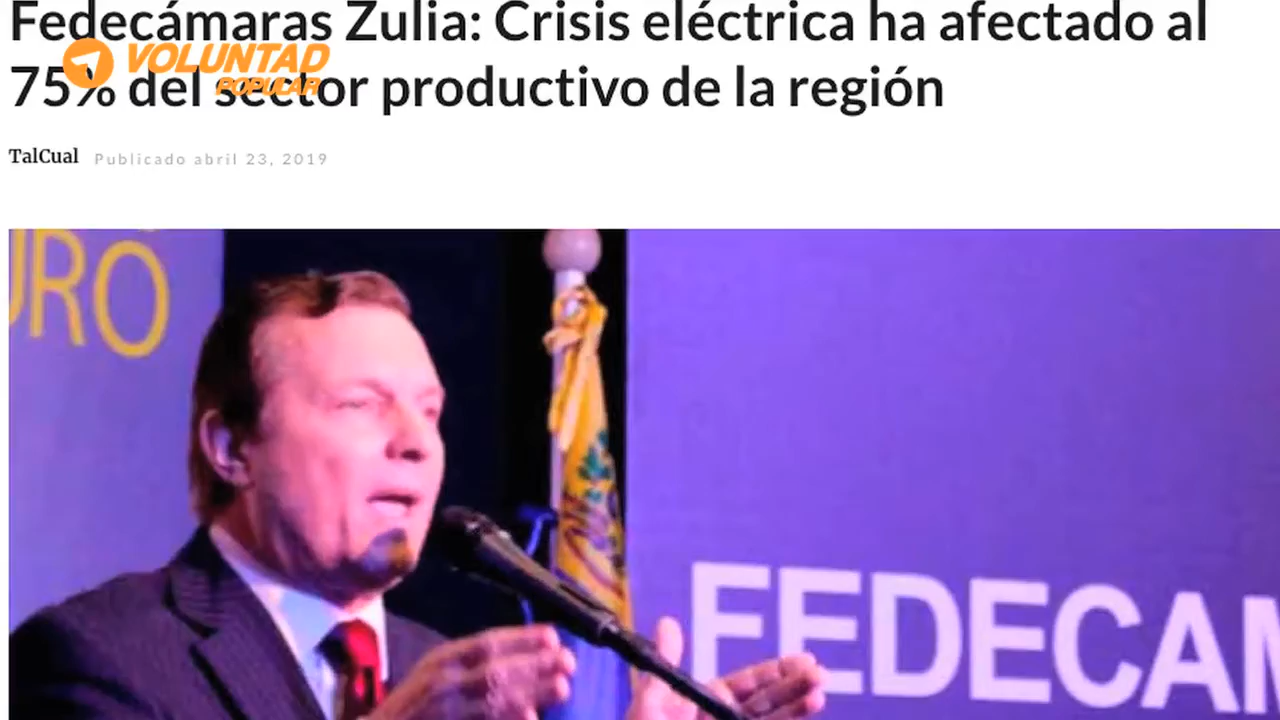 Fedecámaras Zulia: Crisis eléctrica ha afectado al
VOLUNTAD
POPULAR
75% del sector productivo de la región
TalCual Publicado abril 23, 2019
URO
FEDECAM